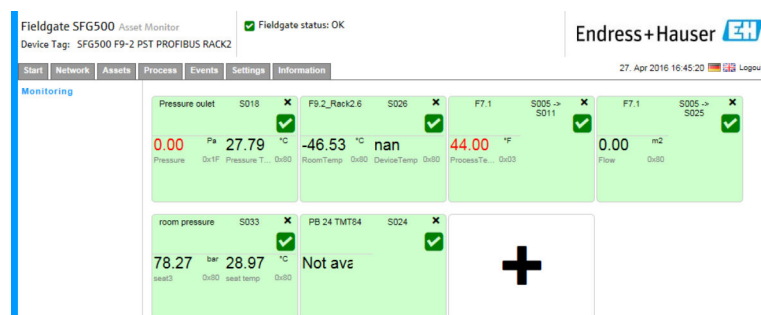 Fieldgate SFG500 Asset Monitor
Device Tag: SFG500 F9-2 PST PROFIBUS RACK2
Fieldgate status: OK
Endress+Hauser EH
Start Network Assets Process Events Settings Information
27. Apr 2016 16:45:20 Logou
Monitoring
Pressure oulet S018
0.00 Pa 27.79 °C
Pressure 0x1F Pressure T... 0x80
F9.2_Rack2.6 S026
-46.53 °C nan
RoomTemp 0x80 DeviceTemp 0x80
F7.1 S005 ->
S011
44.00 °F
ProcessTe... 0x03
F7.1 S005 ->
S025
0.00 m2
Flow 0x80
room pressure S033
78.27 bar 28.97 °C
seat3 0x80 seat temp 0x80
PB 24 TMT84 S024
Not ava